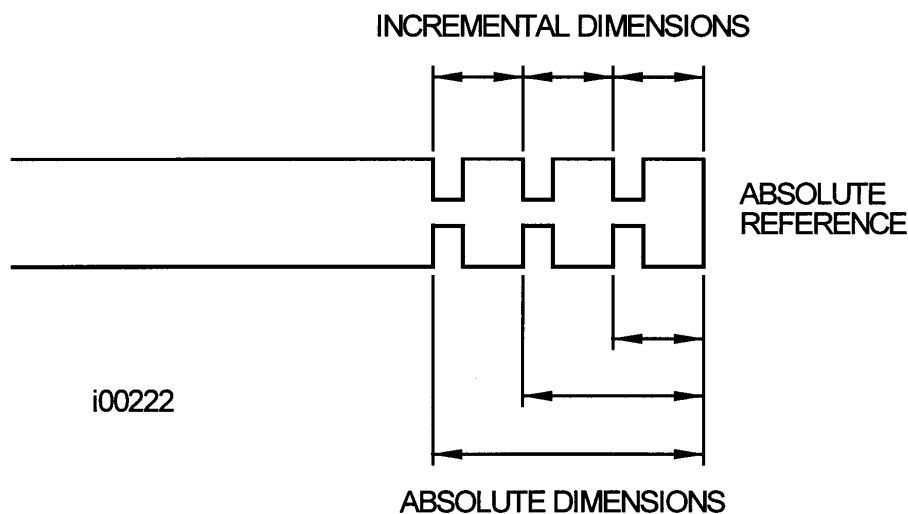 INCREMENTAL DIMENSIONS
ABSOLUTE
REFERENCE
i00222
ABSOLUTE DIMENSIONS